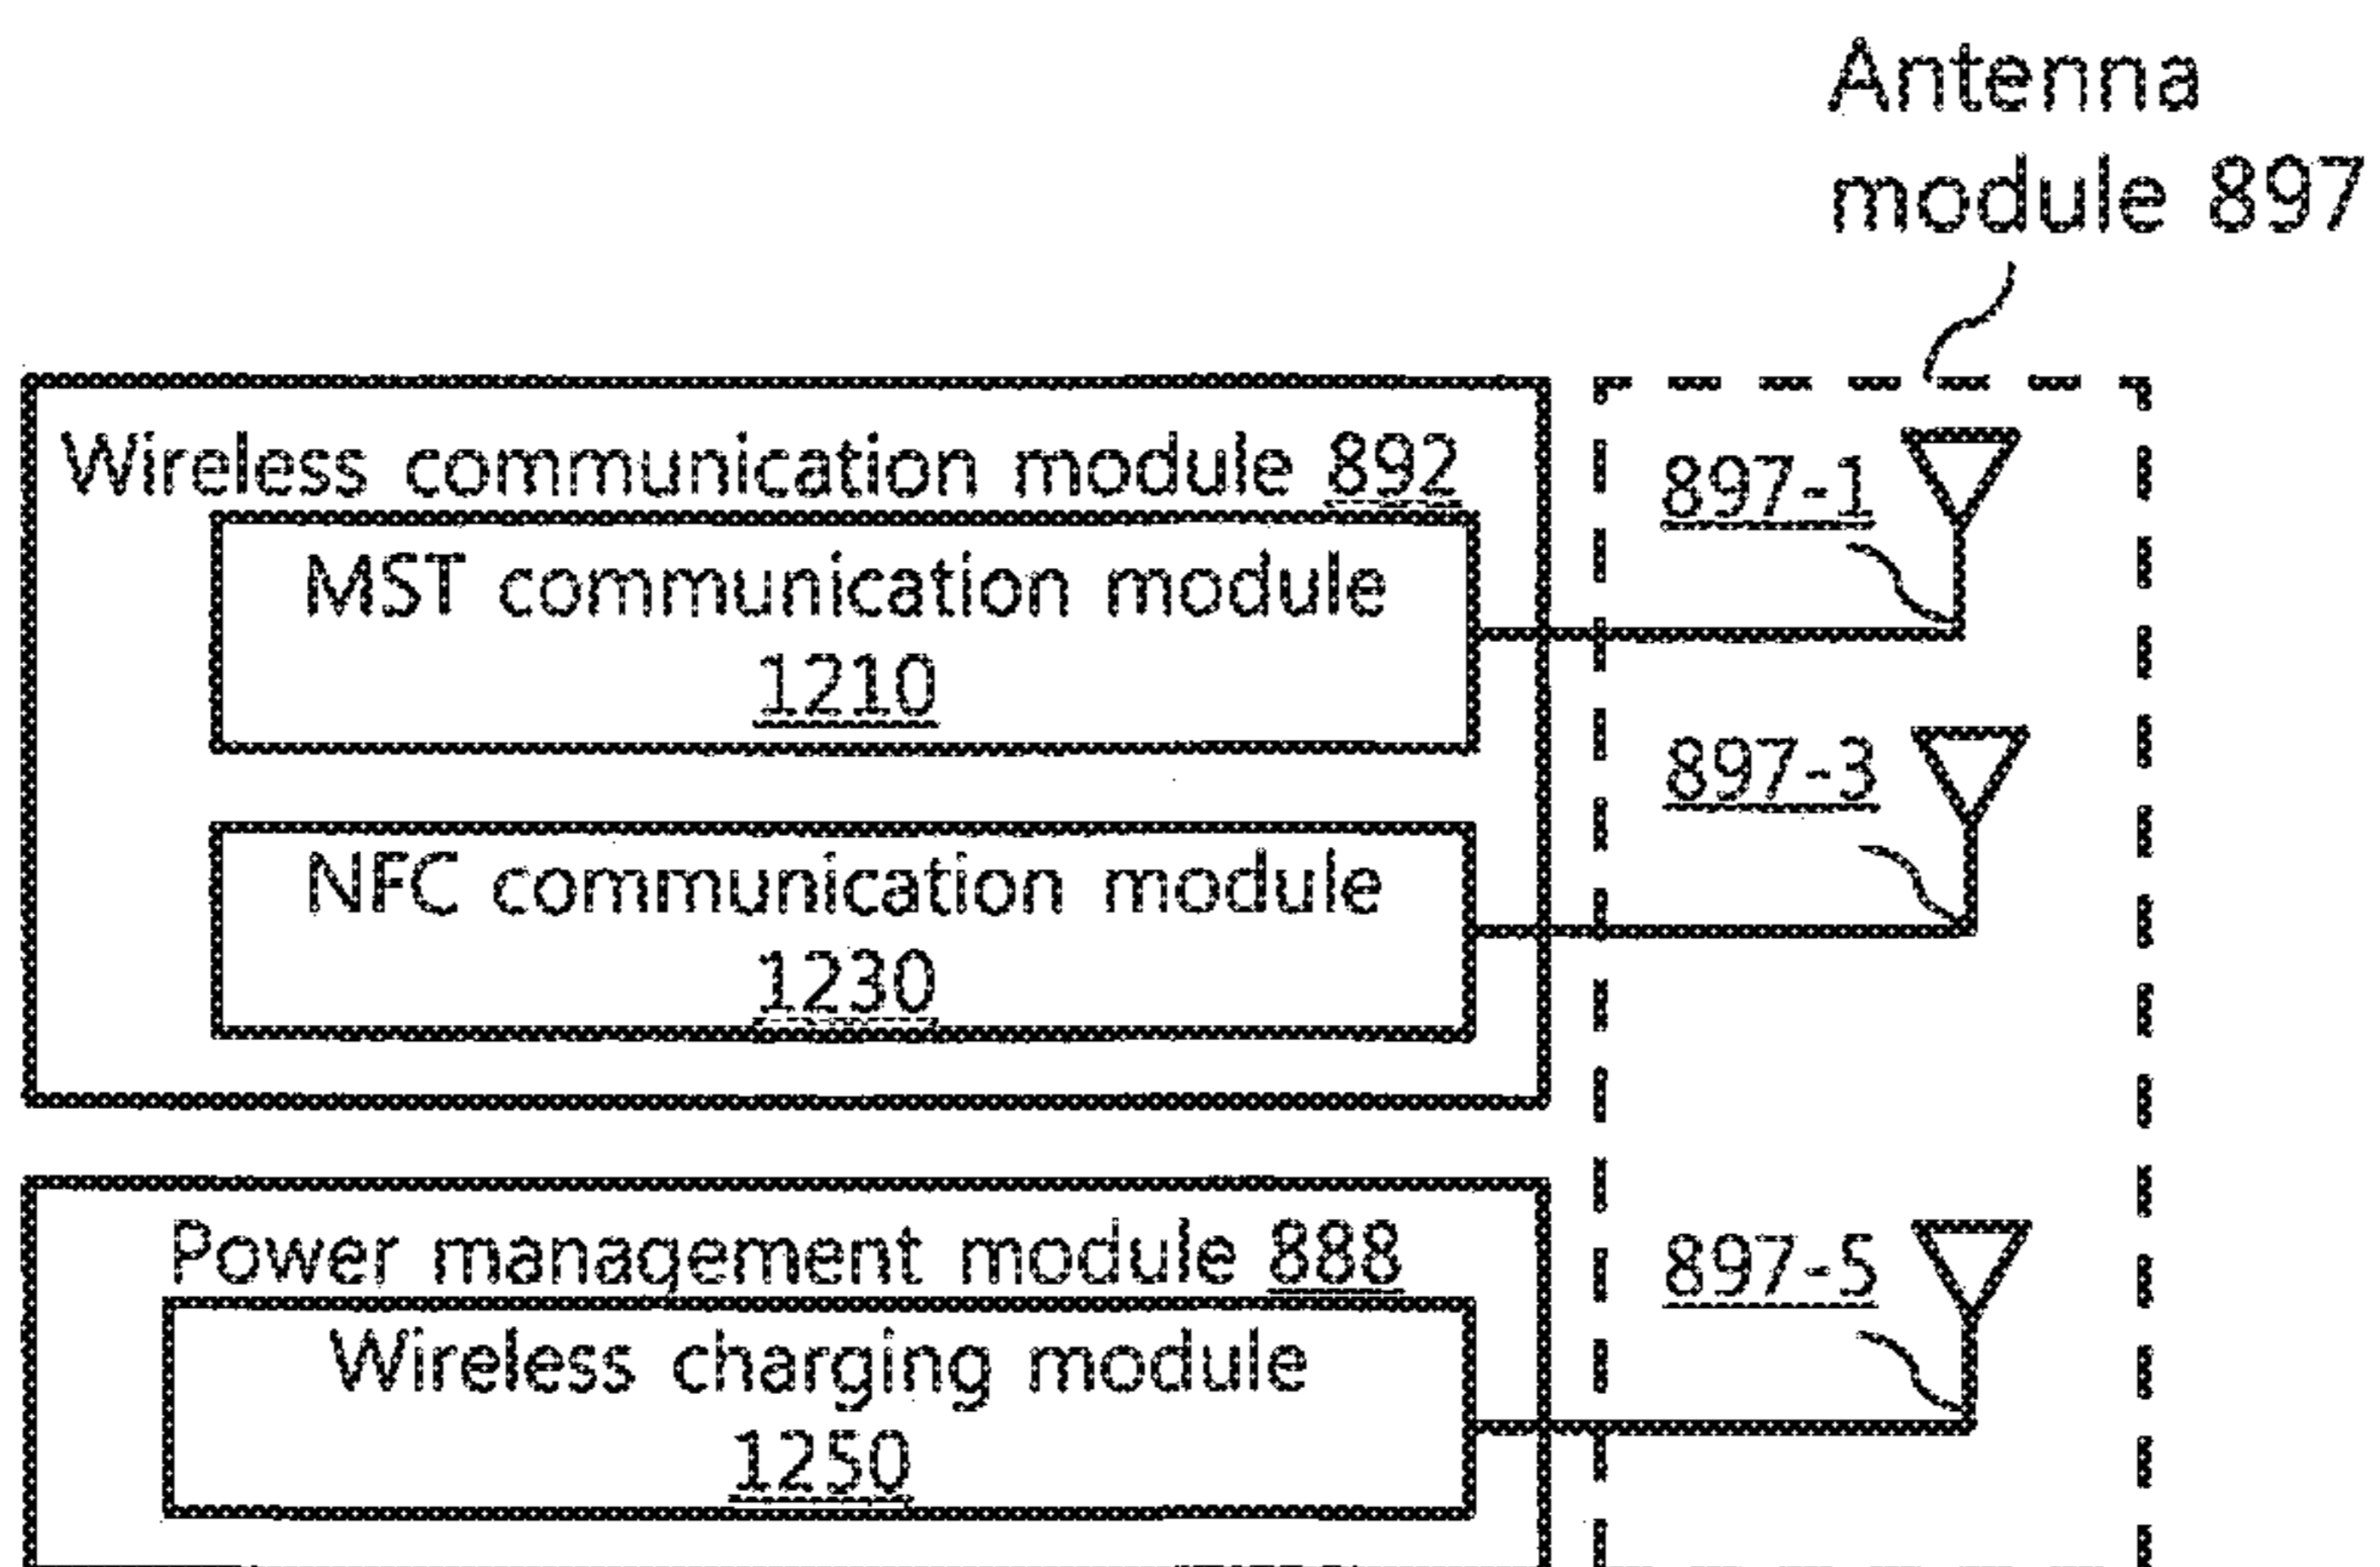 Antenna
module 897
Wireless communication module 892
897-1
MST communication module
1210
897-3
NFC communication module
1230
Power management module 888
897-5
Wireless charging module
1250